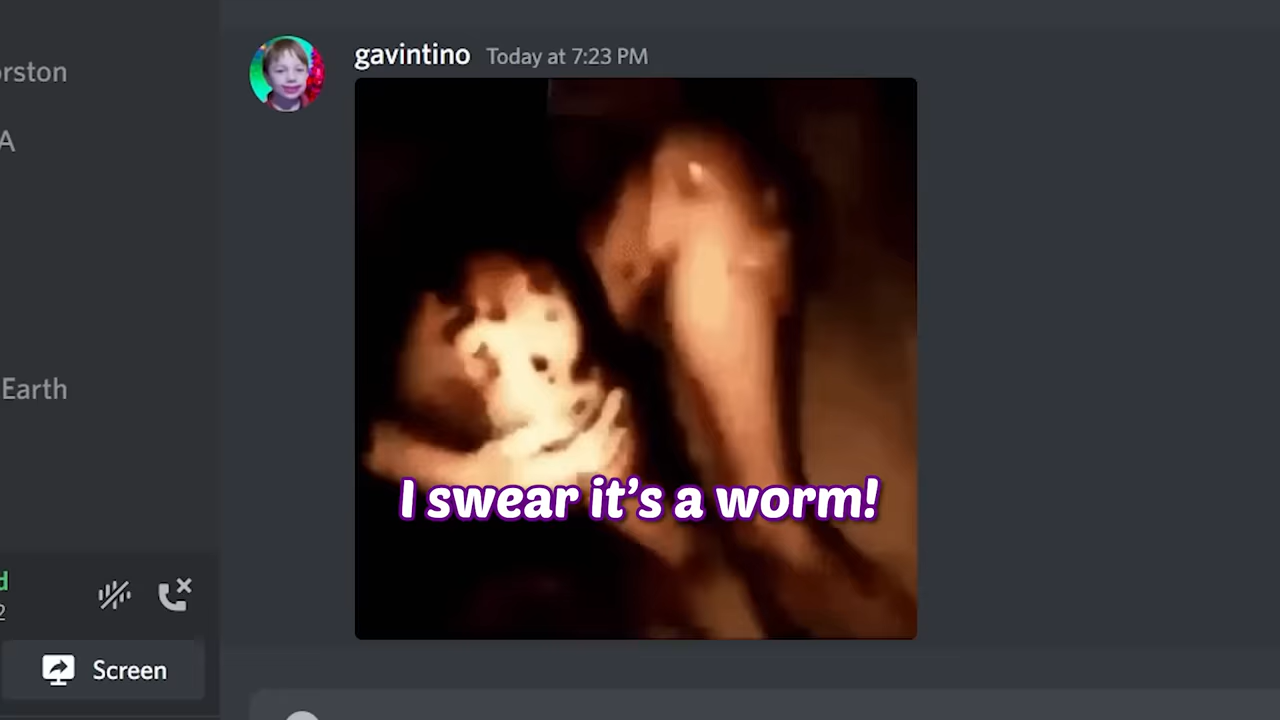 orston
A
Earth
d
2
Screen
gavintino Today at 7:23 PM
I swear it's a worm!